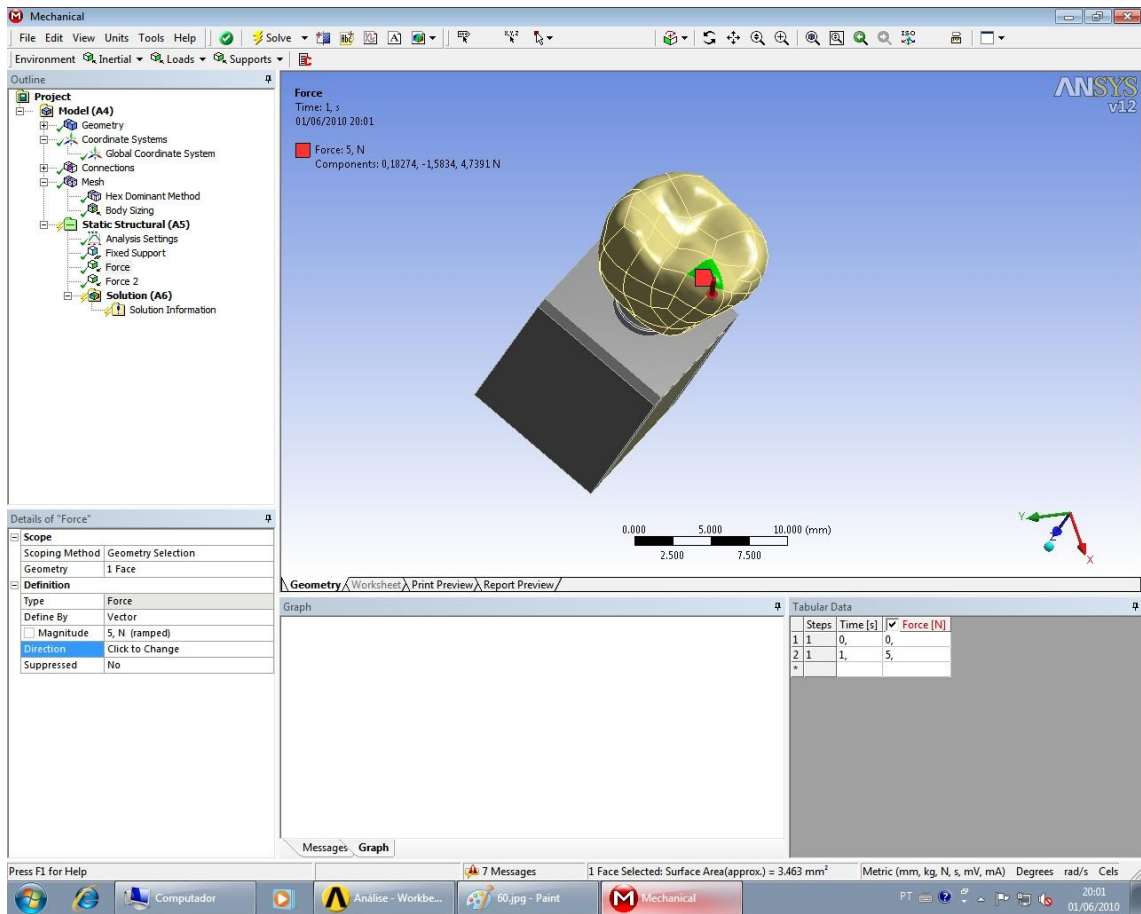 Mechanical
File Edit View Units Tools Help Solve A ISO
Environment Inertial Loads Supports
Outline
Project
Model (A4)
Geometry
Coordinate Systems
Global Coordinate System
Connections
Mesh
Hex Dominant Method
Body Sizing
Static Structural (A5)
Analysis Settings
Fixed Support
Force
Force 2
Solution (A6)
Solution Information
Force
Time: 1, s
01/06/2010 20:01
Force: 5, N
Components: 0,18274, -1,5834, 4,7391 N
ANSYS
v12
0.000 5.000 10.000 (mm)
2.500 7.500
Y
Z
X
Geometry Worksheet Print Preview Report Preview
Details of "Force"
Scope
Scoping Method Geometry Selection
Geometry 1 Face
Definition
Type Force
Define By Vector
Magnitude 5, N (ramped)
Direction Click to Change
Suppressed No
Graph
Messages Graph
Tabular Data
Steps Time [s] Force [N]
1 1 0, 0,
2 1 1, 5,
*
Press F1 for Help 7 Messages 1 Face Selected: Surface Area(approx.) = 3.463 mm² Metric (mm, kg, N, s, mV, mA) Degrees rad/s Cels
Computador Análise - Workbe... 60.jpg - Paint Mechanical PT 20:01
01/06/2010